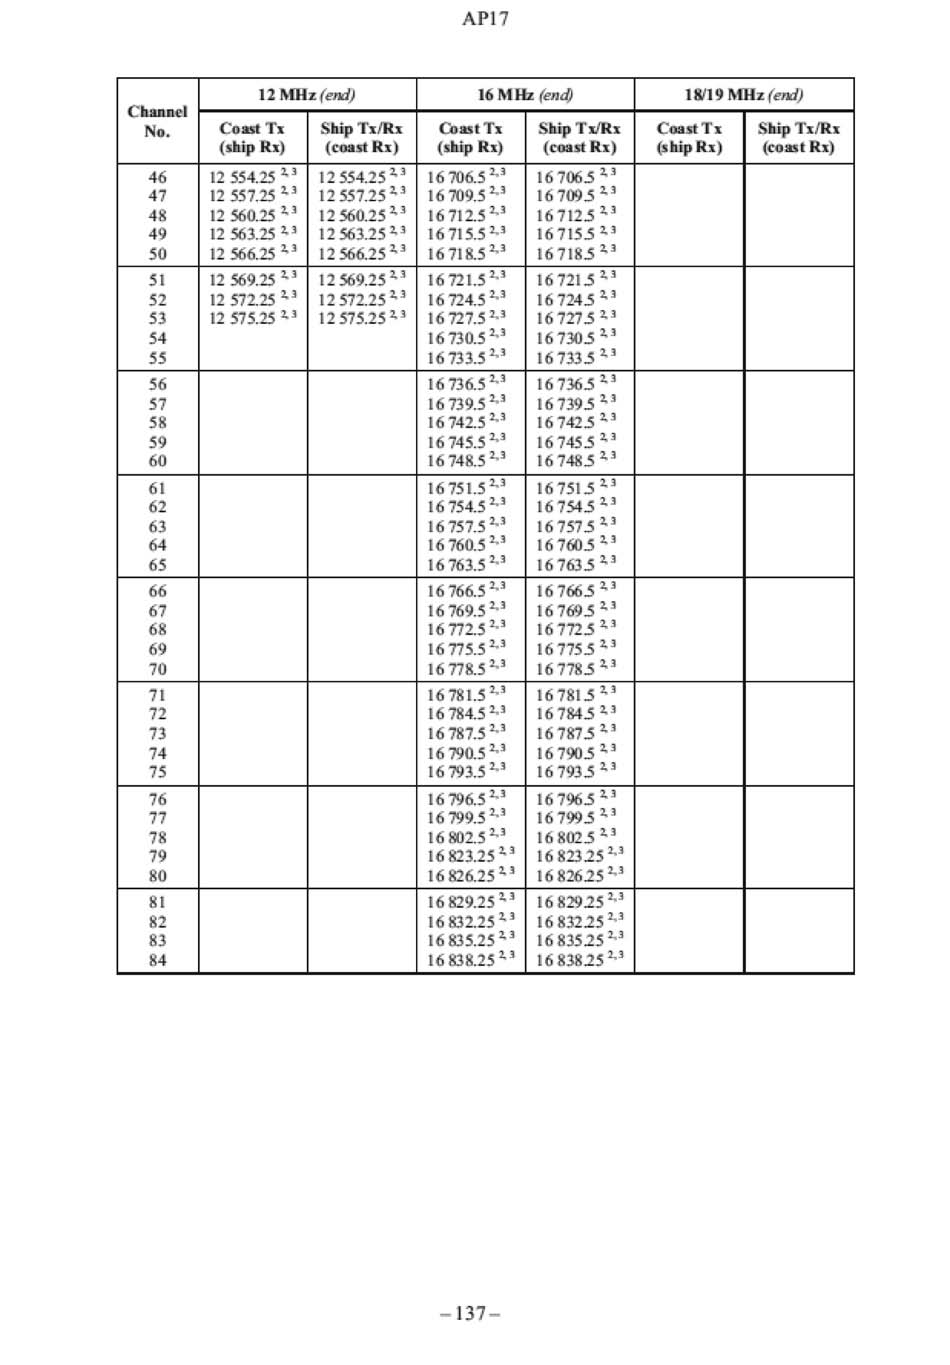 AP17
Channel No. 12 MHz (end) 16 MHz (end) 18/19 MHz (end)
Coast Tx (ship Rx) Ship Tx/Rx (coast Rx) Coast Tx (ship Rx) Ship Tx/Rx (coast Rx) Coast Tx (ship Rx) Ship Tx/Rx (coast Rx)
46 12 554.25 2, 3 12 554.25 2, 3 16 706.5 2, 3 16 706.5 2, 3
47 12 557.25 2, 3 12 557.25 2, 3 16 709.5 2, 3 16 709.5 2, 3
48 12 560.25 2, 3 12 560.25 2, 3 16 712.5 2, 3 16 712.5 2, 3
49 12 563.25 2, 3 12 563.25 2, 3 16 715.5 2, 3 16 715.5 2, 3
50 12 566.25 2, 3 12 566.25 2, 3 16 718.5 2, 3 16 718.5 2, 3
51 12 569.25 2, 3 12 569.25 2, 3 16 721.5 2, 3 16 721.5 2, 3
52 12 572.25 2, 3 12 572.25 2, 3 16 724.5 2, 3 16 724.5 2, 3
53 12 575.25 2, 3 12 575.25 2, 3 16 727.5 2, 3 16 727.5 2, 3
54 16 730.5 2, 3 16 730.5 2, 3
55 16 733.5 2, 3 16 733.5 2, 3
56 16 736.5 2, 3 16 736.5 2, 3
57 16 739.5 2, 3 16 739.5 2, 3
58 16 742.5 2, 3 16 742.5 2, 3
59 16 745.5 2, 3 16 745.5 2, 3
60 16 748.5 2, 3 16 748.5 2, 3
61 16 751.5 2, 3 16 751.5 2, 3
62 16 754.5 2, 3 16 754.5 2, 3
63 16 757.5 2, 3 16 757.5 2, 3
64 16 760.5 2, 3 16 760.5 2, 3
65 16 763.5 2, 3 16 763.5 2, 3
66 16 766.5 2, 3 16 766.5 2, 3
67 16 769.5 2, 3 16 769.5 2, 3
68 16 772.5 2, 3 16 772.5 2, 3
69 16 775.5 2, 3 16 775.5 2, 3
70 16 778.5 2, 3 16 778.5 2, 3
71 16 781.5 2, 3 16 781.5 2, 3
72 16 784.5 2, 3 16 784.5 2, 3
73 16 787.5 2, 3 16 787.5 2, 3
74 16 790.5 2, 3 16 790.5 2, 3
75 16 793.5 2, 3 16 793.5 2, 3
76 16 796.5 2, 3 16 796.5 2, 3
77 16 799.5 2, 3 16 799.5 2, 3
78 16 802.5 2, 3 16 802.5 2, 3
79 16 823.25 2, 3 16 823.25 2, 3
80 16 826.25 2, 3 16 826.25 2, 3
81 16 829.25 2, 3 16 829.25 2, 3
82 16 832.25 2, 3 16 832.25 2, 3
83 16 835.25 2, 3 16 835.25 2, 3
84 16 838.25 2, 3 16 838.25 2, 3
– 137 –